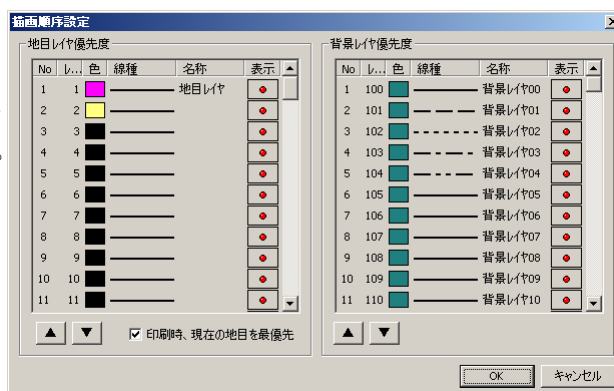 描画順序設定
地目レイヤ優先度
No レ... 色 線種 名称 表示
1 1 地目レイヤ
2 2
3 3
4 4
5 5
6 6
7 7
8 8
9 9
10 10
11 11
印刷時、現在の地目を最優先
背景レイヤ優先度
No レ... 色 線種 名称 表示
1 100 背景レイヤ00
2 101 背景レイヤ01
3 102 背景レイヤ02
4 103 背景レイヤ03
5 104 背景レイヤ04
6 105 背景レイヤ05
7 106 背景レイヤ06
8 107 背景レイヤ07
9 108 背景レイヤ08
10 109 背景レイヤ09
11 110 背景レイヤ10
OK キャンセル